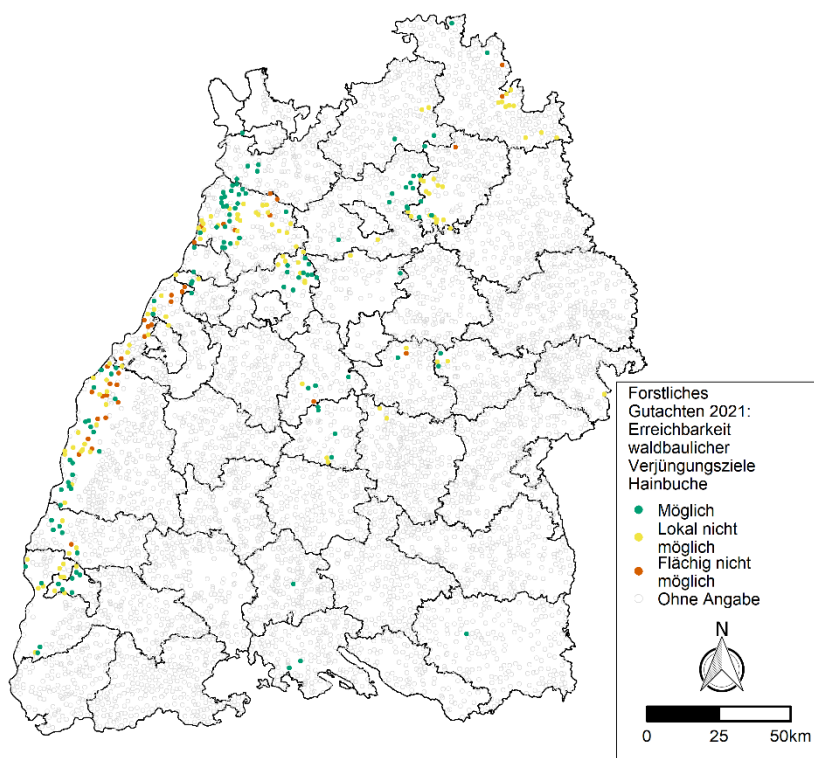 Forstliches
Gutachten 2021:
Erreichbarkeit
waldbaulicher
Verjüngungsziele
Hainbuche
Möglich
Lokal nicht
möglich
Flächig nicht
möglich
Ohne Angabe
N
0 25 50km